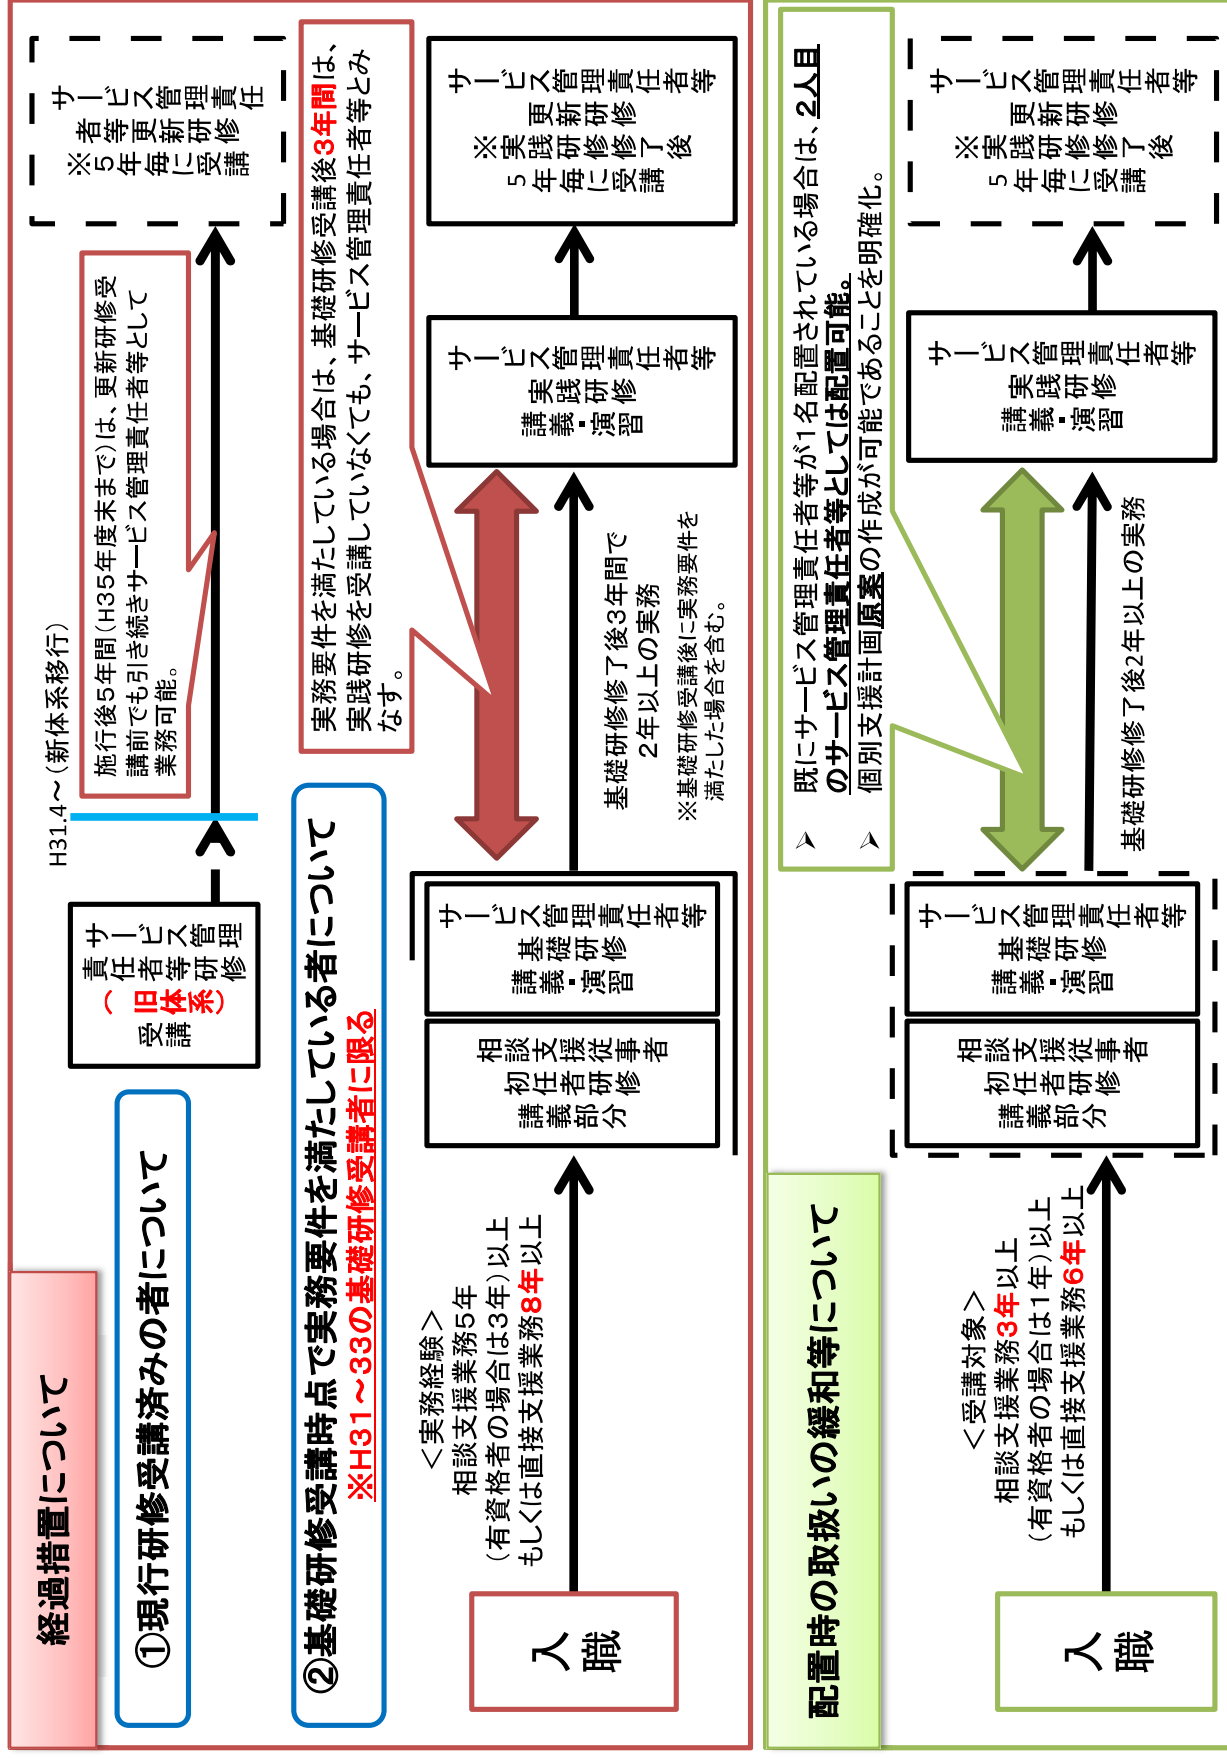 経過措置について
①現行研修受講済みの者について
サービス管理
責任者等研修
(旧体系)
受講
H31.4～(新体系移行)
施行後5年間(H35年度末まで)は、更新研修受
講前でも引き続きサービス管理責任者等として
業務可能。
サービス管理責任
者等更新研修
※5年毎に受講
②基礎研修受講時点で実務要件を満たしている者について
※H31～33の基礎研修受講者に限る
実務要件を満たしている場合は、基礎研修受講後3年間は、
実践研修を受講していなくても、サービス管理責任者等とみ
なす。
入職
＜実務経験＞
相談支援業務5年
(有資格者の場合は3年)以上
もしくは直接支援業務8年以上
相談支援従事者
初任者研修
講義部分
サービス管理責任者等
基礎研修
講義・演習
基礎研修修了後3年間で
2年以上の実務
※基礎研修受講後に実務要件を
満たした場合を含む。
サービス管理責任者等
実践研修
講義・演習
サービス管理責任者等
更新研修
※実践研修修了後
5年毎に受講
配置時の取扱いの緩和等について
➢ 既にサービス管理責任者等が1名配置されている場合は、2人目
のサービス管理責任者等としては配置可能。
➢ 個別支援計画原案の作成が可能であることを明確化。
入職
＜受講対象＞
相談支援業務3年以上
(有資格者の場合は1年)以上
もしくは直接支援業務6年以上
相談支援従事者
初任者研修
講義部分
サービス管理責任者等
基礎研修
講義・演習
基礎研修修了後2年以上の実務
サービス管理責任者等
実践研修
講義・演習
サービス管理責任者等
更新研修
※実践研修修了後
5年毎に受講